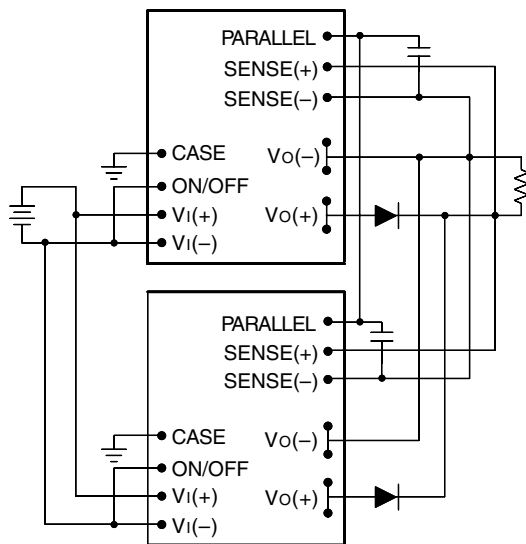 PARALLEL
SENSE(+)
SENSE(–)
CASE
VO(–)
ON/OFF
VI(+)
VO(+)
VI(–)
PARALLEL
SENSE(+)
SENSE(–)
CASE
VO(–)
ON/OFF
VI(+)
VO(+)
VI(–)